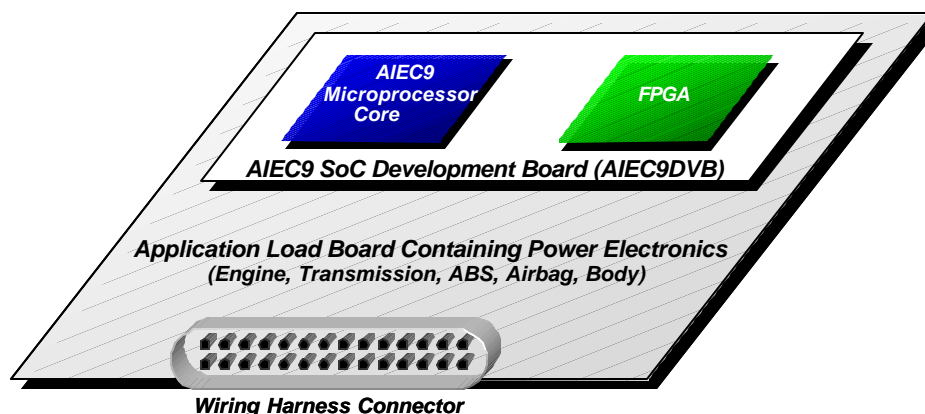 AIEC9
Microprocessor
Core
FPGA
AIEC9 SoC Development Board (AIEC9DVB)
Application Load Board Containing Power Electronics
(Engine, Transmission, ABS, Airbag, Body)
Wiring Harness Connector